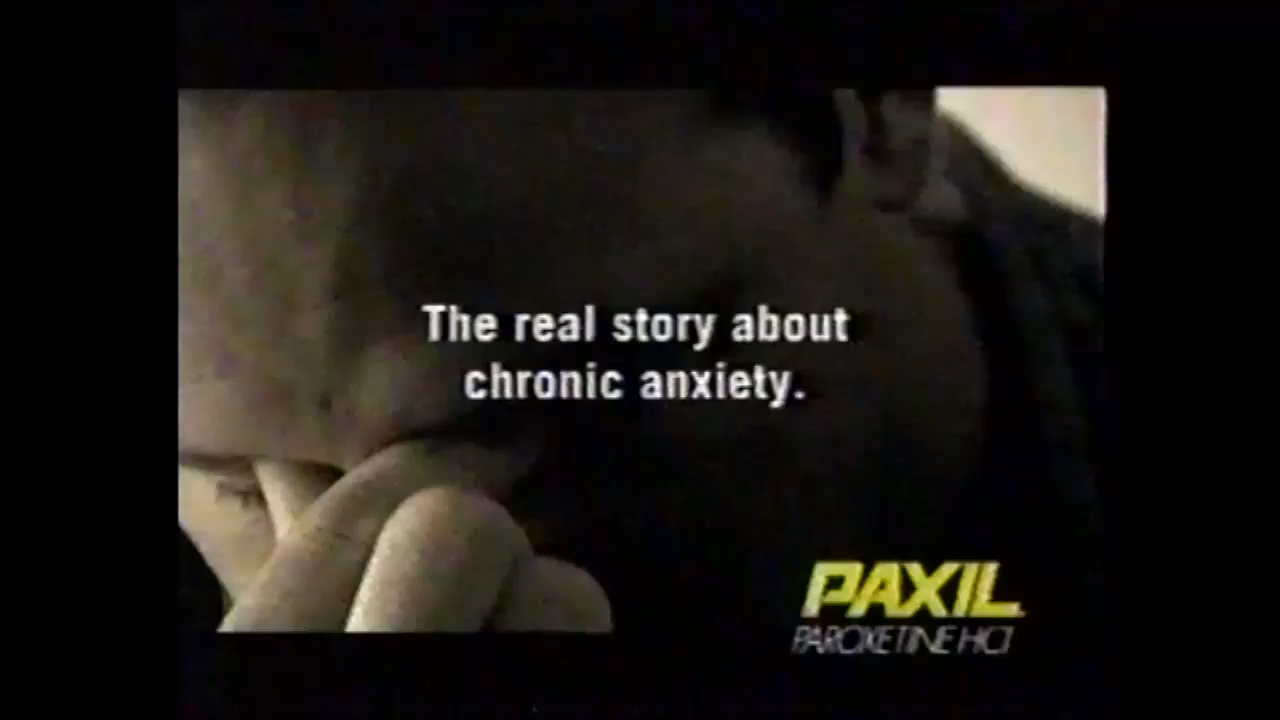 The real story about
chronic anxiety.
PAXIL
PAROXETINE HCl